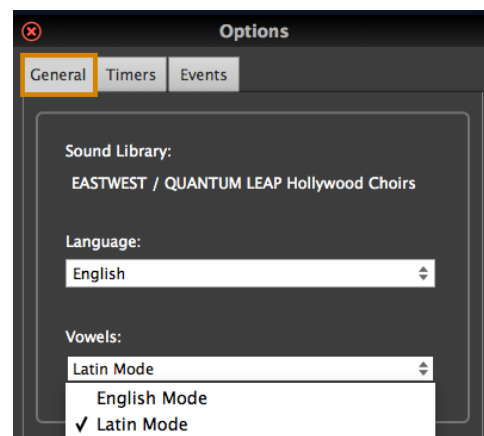 Options
General Timers Events
Sound Library:
EASTWEST / QUANTUM LEAP Hollywood Choirs
Language:
English
Vowels:
Latin Mode
English Mode
✓ Latin Mode